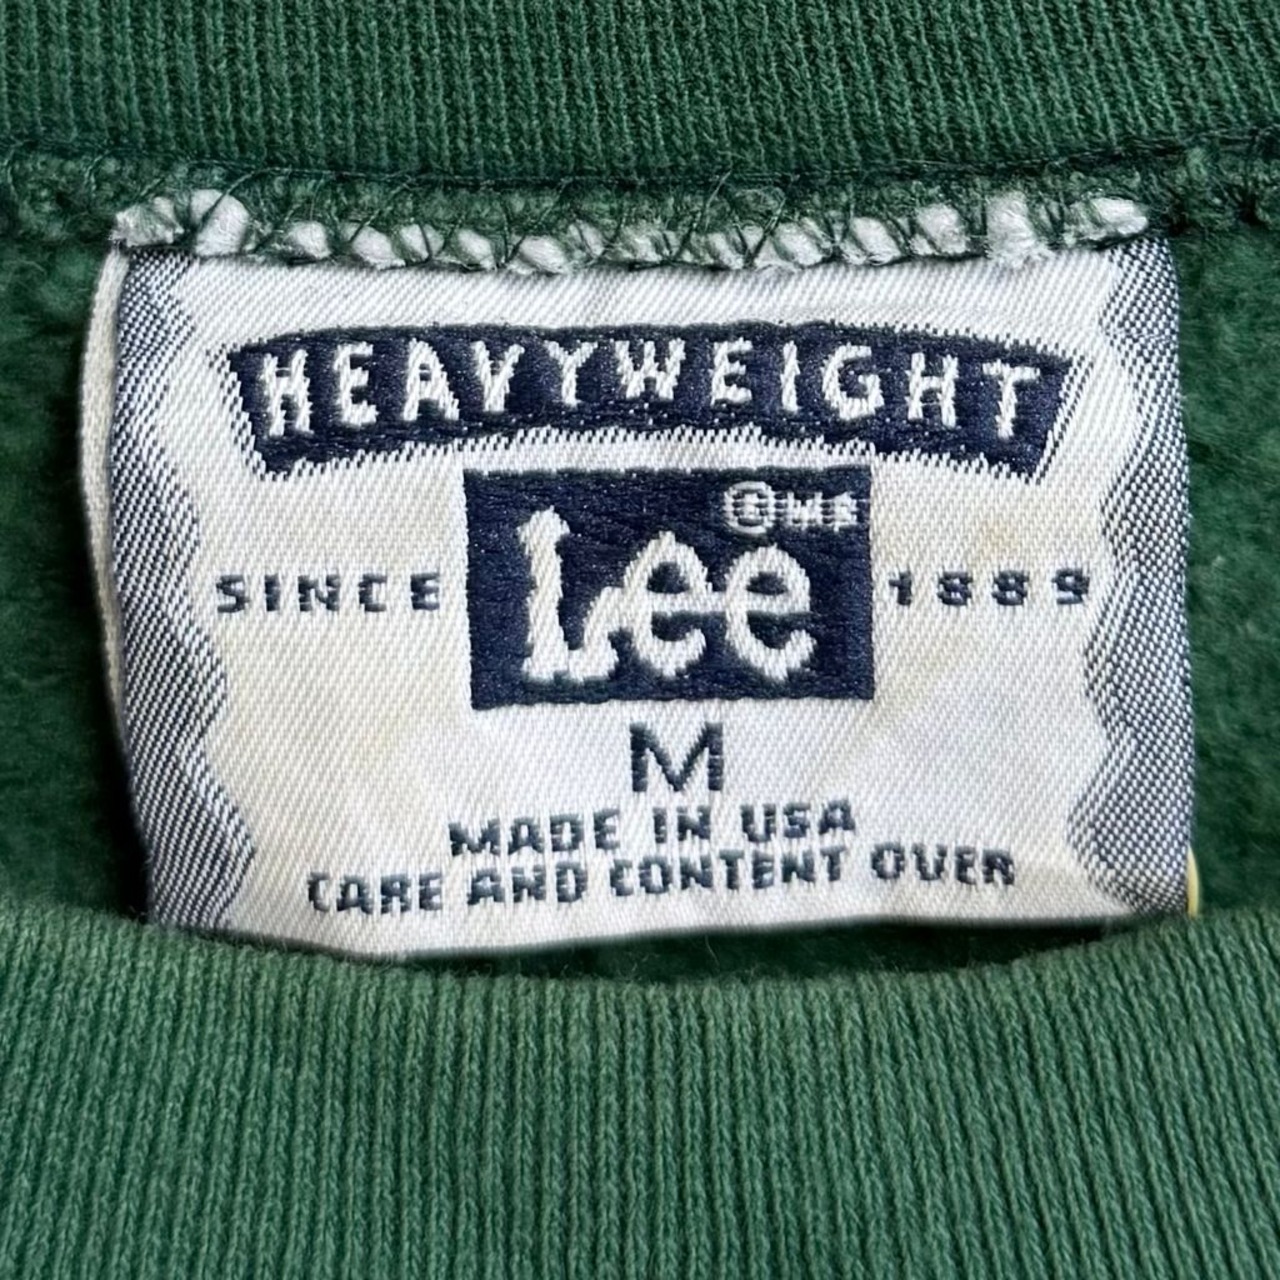 HEAVYWEIGHT
Lee
SINCE 1889
M
MADE IN USA
CARE AND CONTENT OVER